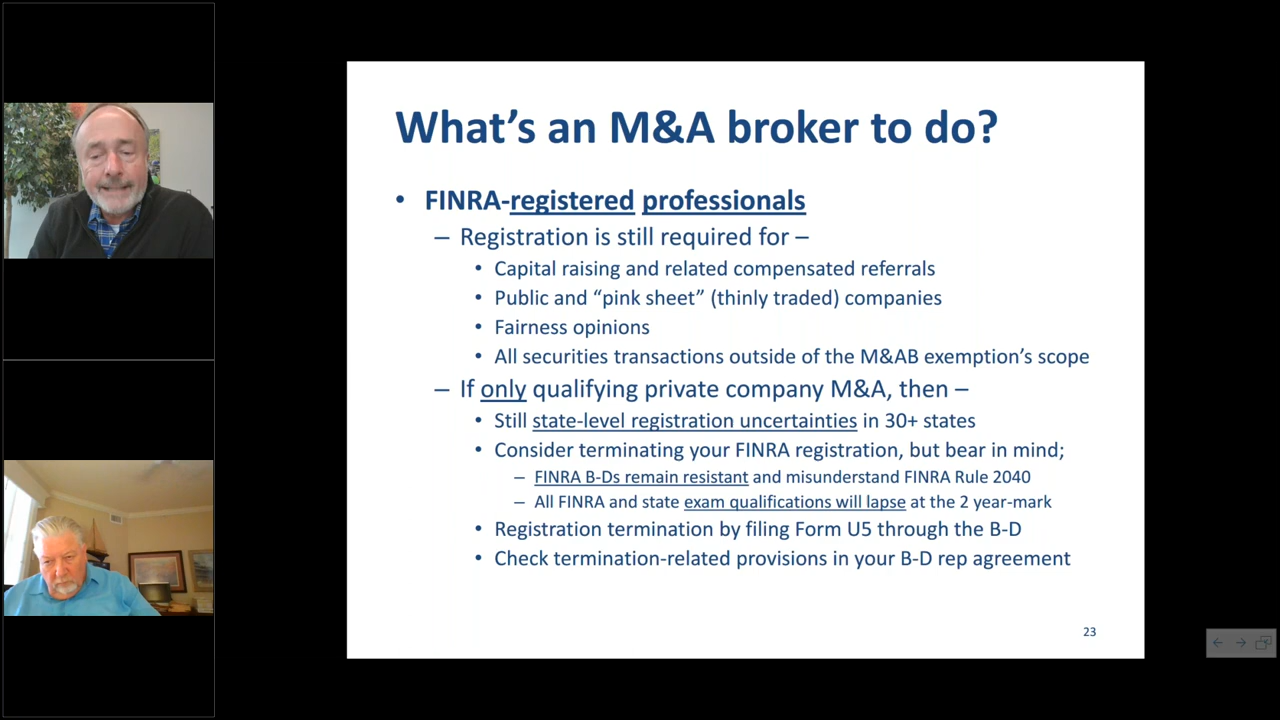 What's an M&A broker to do?
• FINRA-registered professionals
– Registration is still required for –
• Capital raising and related compensated referrals
• Public and “pink sheet” (thinly traded) companies
• Fairness opinions
• All securities transactions outside of the M&AB exemption's scope
– If only qualifying private company M&A, then –
• Still state-level registration uncertainties in 30+ states
• Consider terminating your FINRA registration, but bear in mind;
– FINRA B-Ds remain resistant and misunderstand FINRA Rule 2040
– All FINRA and state exam qualifications will lapse at the 2 year-mark
• Registration termination by filing Form U5 through the B-D
• Check termination-related provisions in your B-D rep agreement
23